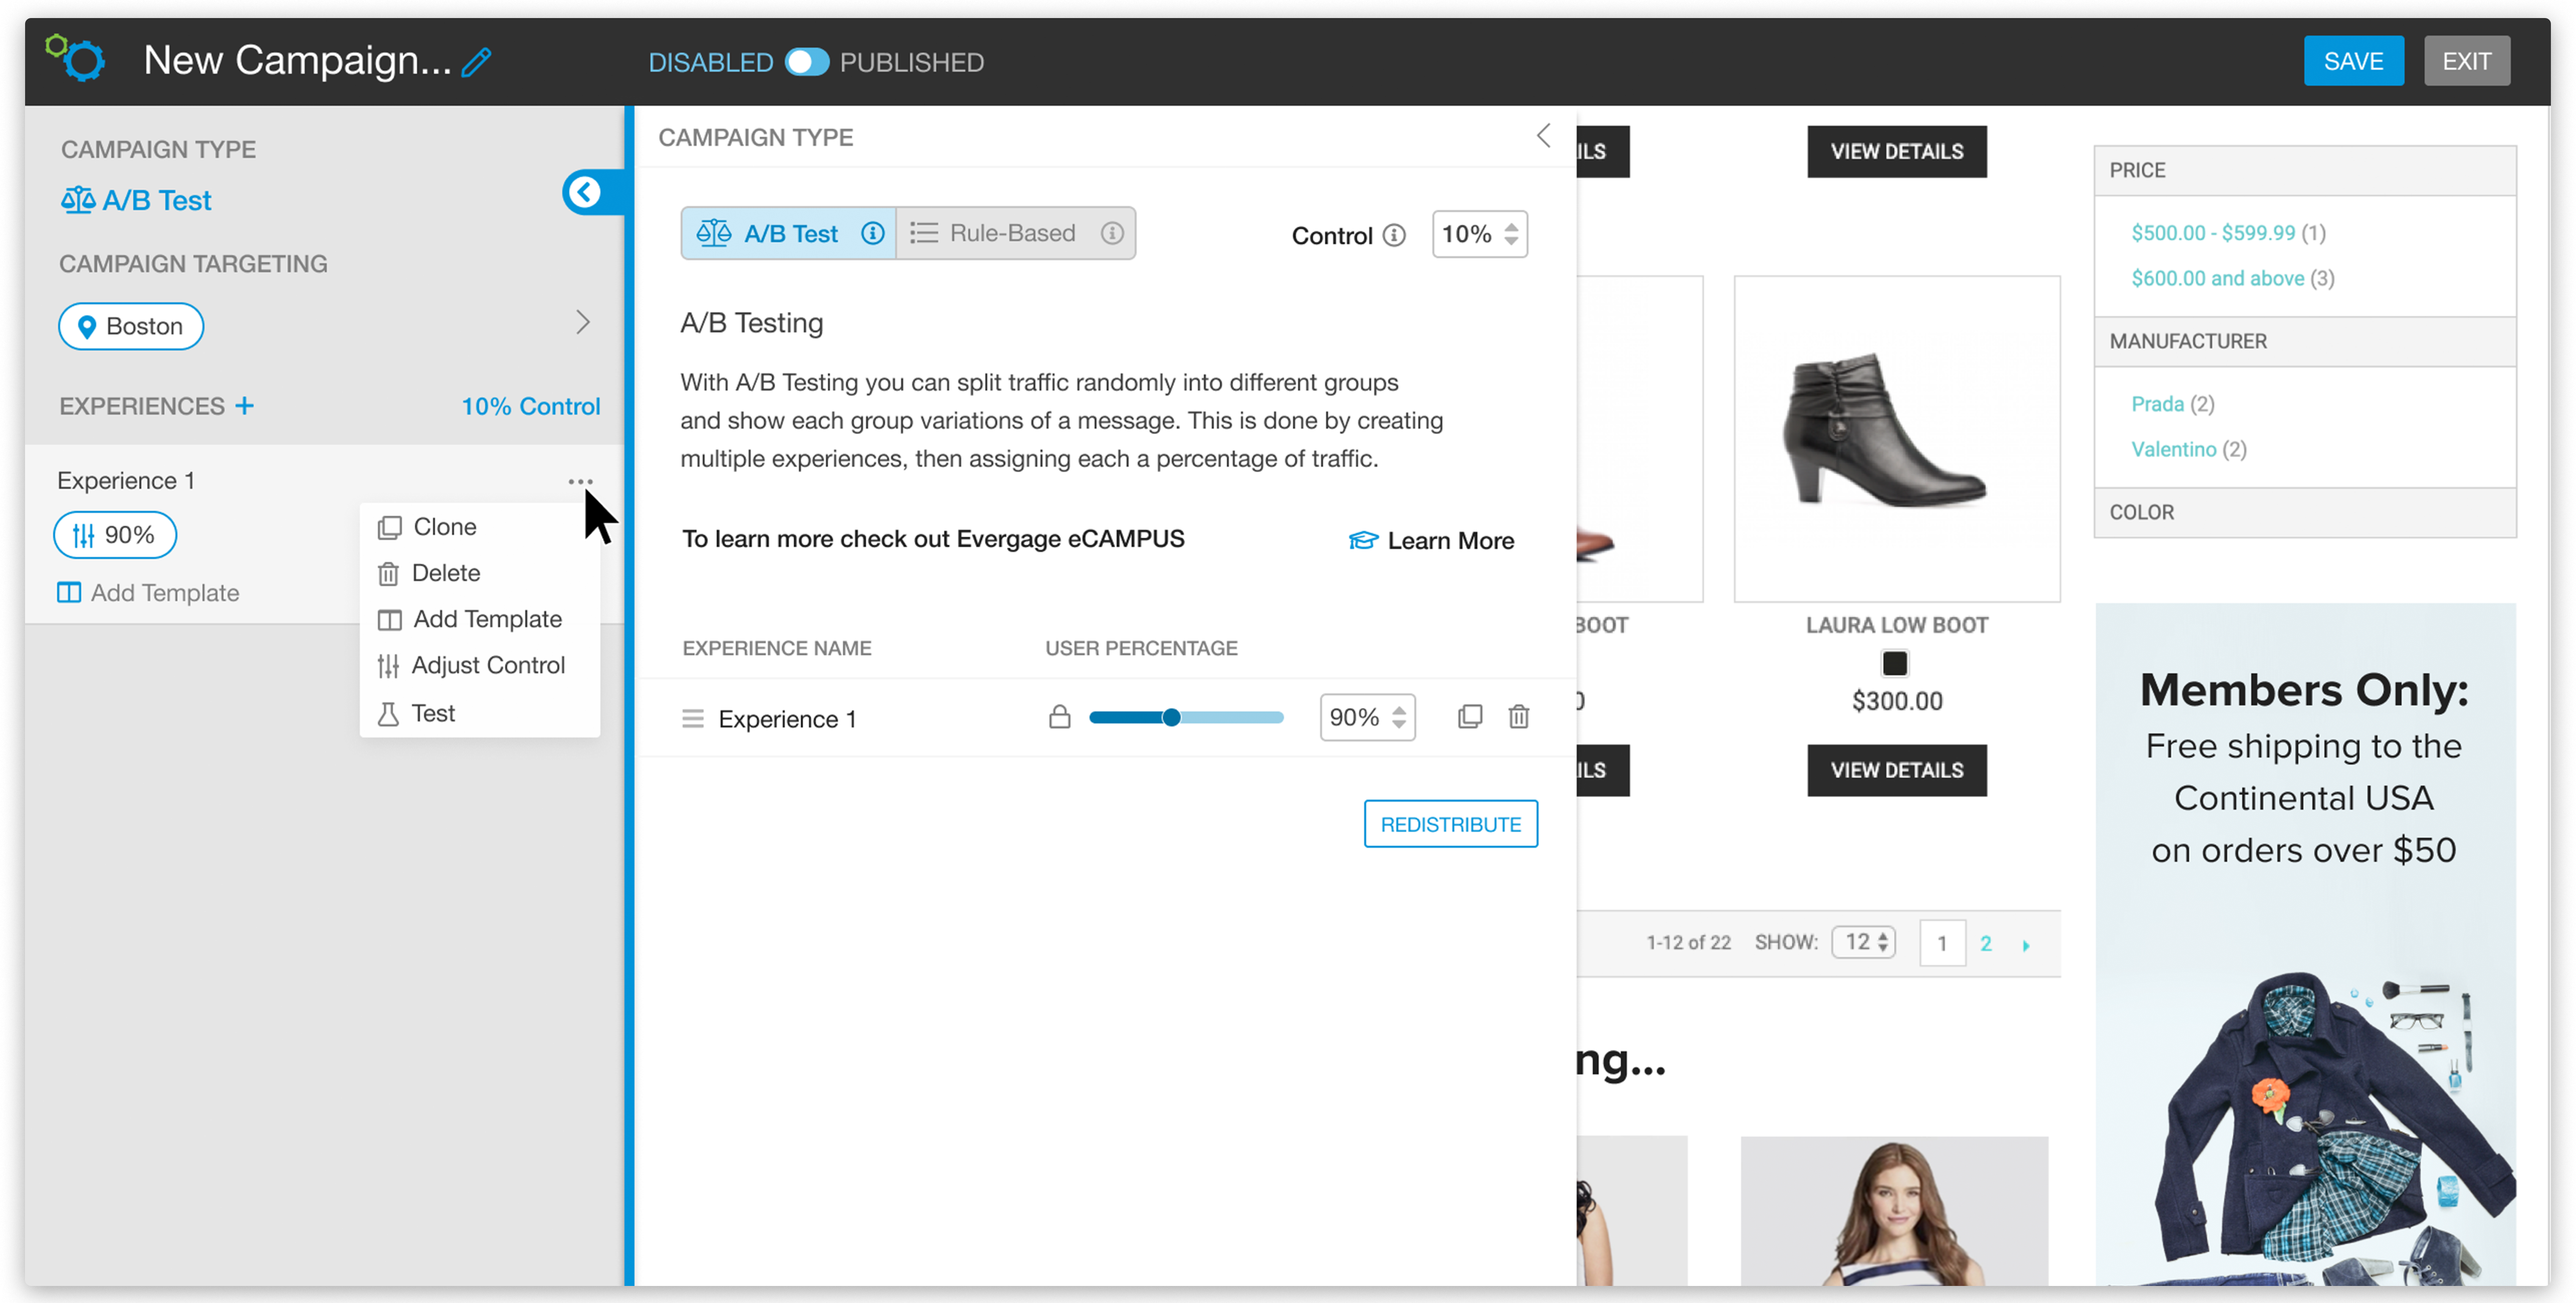 New Campaign...
DISABLED PUBLISHED
SAVE
EXIT
CAMPAIGN TYPE
A/B Test
CAMPAIGN TARGETING
Boston
EXPERIENCES + 10% Control
Experience 1
90%
Add Template
Clone
Delete
Add Template
Adjust Control
Test
CAMPAIGN TYPE
A/B Test
Rule-Based
Control 10%
A/B Testing
With A/B Testing you can split traffic randomly into different groups
and show each group variations of a message. This is done by creating
multiple experiences, then assigning each a percentage of traffic.
To learn more check out Evergage eCAMPUS
Learn More
EXPERIENCE NAME USER PERCENTAGE
Experience 1 90%
REDISTRIBUTE
ILS
VIEW DETAILS
BOOT
LAURA LOW BOOT
0
$300.00
ILS
VIEW DETAILS
1-12 of 22 SHOW: 12 1 2
ng...
PRICE
$500.00 - $599.99 (1)
$600.00 and above (3)
MANUFACTURER
Prada (2)
Valentino (2)
COLOR
Members Only:
Free shipping to the
Continental USA
on orders over $50